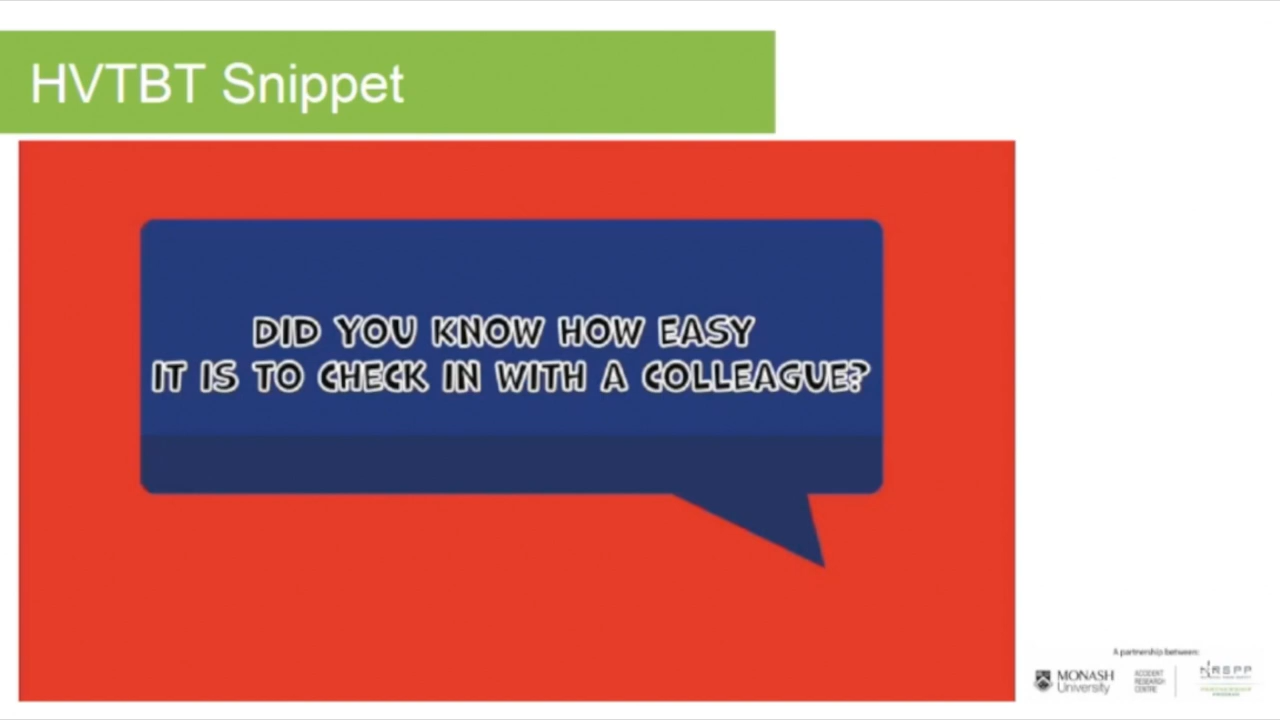 HVTBT Snippet
DID YOU KNOW HOW EASY
IT IS TO CHECK IN WITH A COLLEAGUE?
A partnership between:
MONASH
University
ACCIDENT
RESEARCH
CENTRE
NRSPP